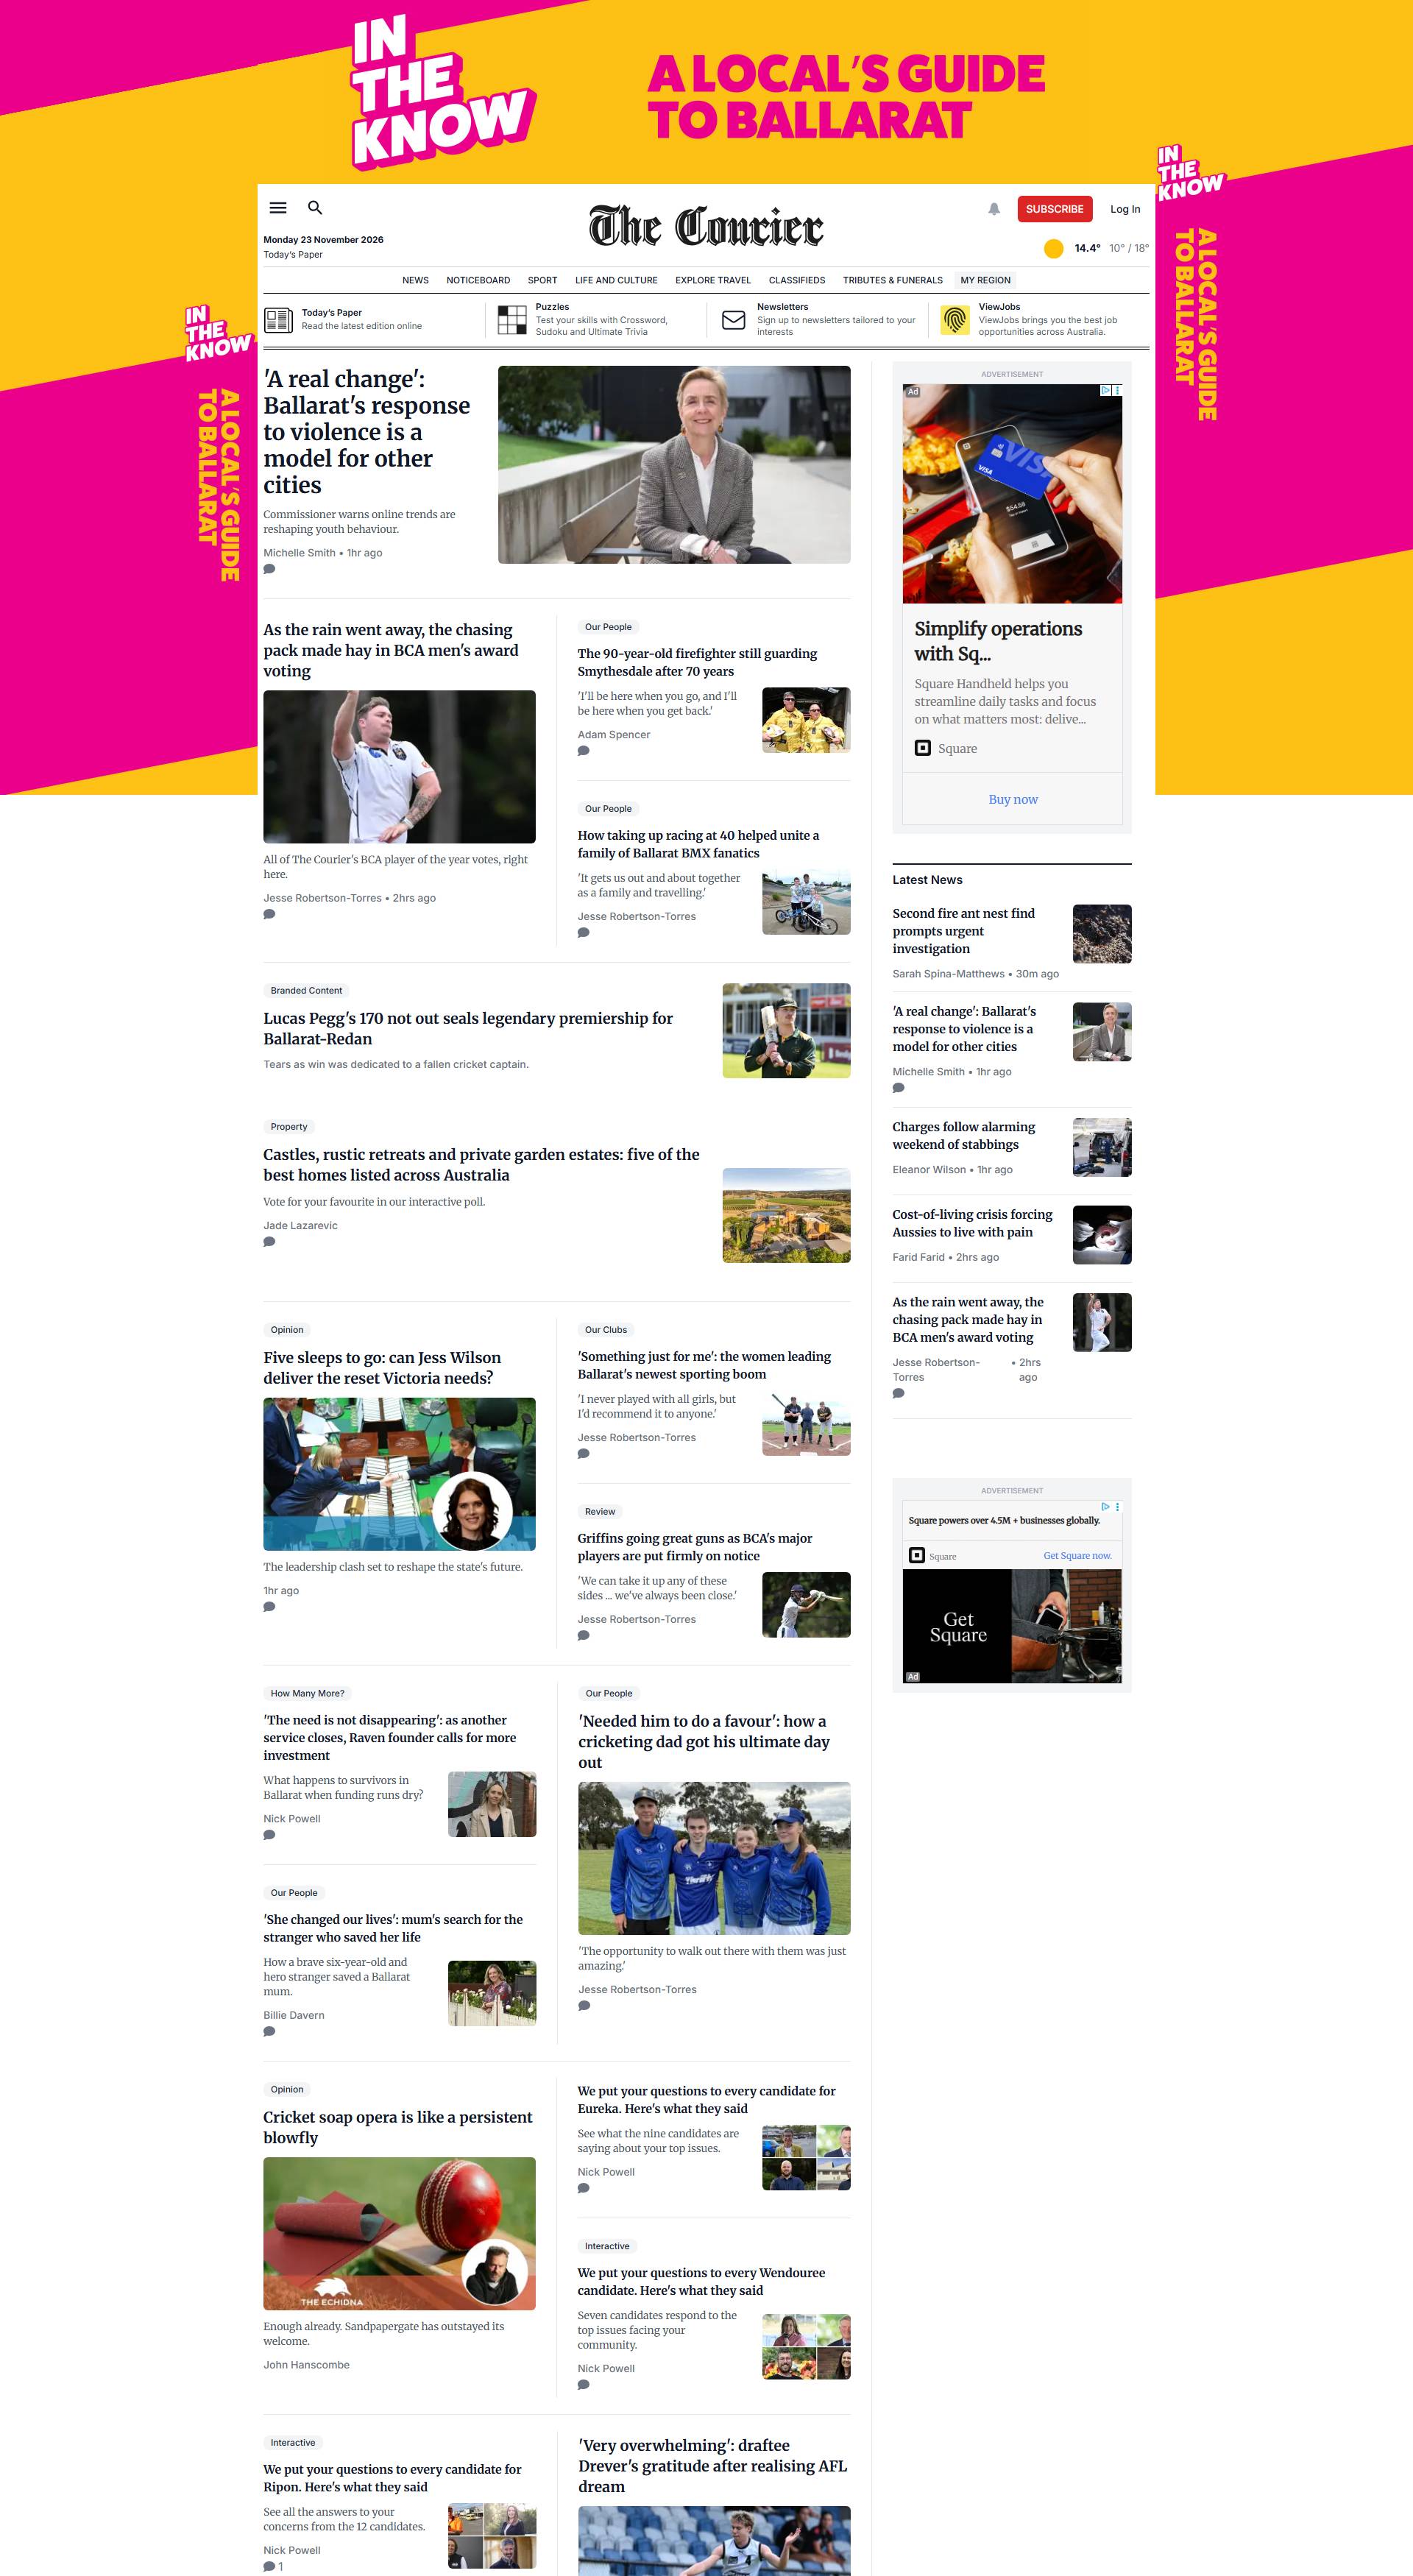 IN
THE
KNOW
A LOCAL'S GUIDE
TO BALLARAT
IN
THE
KNOW
A LOCAL'S GUIDE
TO BALLARAT
IN
THE
KNOW
A LOCAL'S GUIDE
TO BALLARAT
The Courier
SUBSCRIBE
Log In
Monday 23 November 2026
Today's Paper
14.4° 10° / 18°
NEWS NOTICEBOARD SPORT LIFE AND CULTURE EXPLORE TRAVEL CLASSIFIEDS TRIBUTES & FUNERALS MY REGION
Today's Paper
Read the latest edition online
Puzzles
Test your skills with Crossword,
Sudoku and Ultimate Trivia
Newsletters
Sign up to newsletters tailored to your
interests
ViewJobs
ViewJobs brings you the best job
opportunities across Australia.
'A real change':
Ballarat's response
to violence is a
model for other
cities
Commissioner warns online trends are
reshaping youth behaviour.
Michelle Smith • 1hr ago
As the rain went away, the chasing
pack made hay in BCA men's award
voting
All of The Courier's BCA player of the year votes, right
here.
Jesse Robertson-Torres • 2hrs ago
Our People
The 90-year-old firefighter still guarding
Smythesdale after 70 years
'I'll be here when you go, and I'll
be here when you get back.'
Adam Spencer
Our People
How taking up racing at 40 helped unite a
family of Ballarat BMX fanatics
'It gets us out and about together
as a family and travelling.'
Jesse Robertson-Torres
Branded Content
Lucas Pegg's 170 not out seals legendary premiership for
Ballarat-Redan
Tears as win was dedicated to a fallen cricket captain.
Property
Castles, rustic retreats and private garden estates: five of the
best homes listed across Australia
Vote for your favourite in our interactive poll.
Jade Lazarevic
Opinion
Five sleeps to go: can Jess Wilson
deliver the reset Victoria needs?
The leadership clash set to reshape the state's future.
1hr ago
Our Clubs
'Something just for me': the women leading
Ballarat's newest sporting boom
'I never played with all girls, but
I'd recommend it to anyone.'
Jesse Robertson-Torres
Review
Griffins going great guns as BCA's major
players are put firmly on notice
'We can take it up any of these
sides ... we've always been close.'
Jesse Robertson-Torres
How Many More?
'The need is not disappearing': as another
service closes, Raven founder calls for more
investment
What happens to survivors in
Ballarat when funding runs dry?
Nick Powell
Our People
'She changed our lives': mum's search for the
stranger who saved her life
How a brave six-year-old and
hero stranger saved a Ballarat
mum.
Billie Davern
Our People
'Needed him to do a favour': how a
cricketing dad got his ultimate day
out
'The opportunity to walk out there with them was just
amazing.'
Jesse Robertson-Torres
Opinion
Cricket soap opera is like a persistent
blowfly
THE ECHIDNA
Enough already. Sandpapergate has outstayed its
welcome.
John Hanscombe
We put your questions to every candidate for
Eureka. Here's what they said
See what the nine candidates are
saying about your top issues.
Nick Powell
Interactive
We put your questions to every Wendouree
candidate. Here's what they said
Seven candidates respond to the
top issues facing your
community.
Nick Powell
Interactive
We put your questions to every candidate for
Ripon. Here's what they said
See all the answers to your
concerns from the 12 candidates.
Nick Powell
1
'Very overwhelming': draftee
Drever's gratitude after realising AFL
dream
ADVERTISEMENT
Ad
VISA
VISA
$54.58
Simplify operations
with Sq...
Square Handheld helps you
streamline daily tasks and focus
on what matters most: delive...
Square
Buy now
Latest News
Second fire ant nest find
prompts urgent
investigation
Sarah Spina-Matthews • 30m ago
'A real change': Ballarat's
response to violence is a
model for other cities
Michelle Smith • 1hr ago
Charges follow alarming
weekend of stabbings
Eleanor Wilson • 1hr ago
Cost-of-living crisis forcing
Aussies to live with pain
Farid Farid • 2hrs ago
As the rain went away, the
chasing pack made hay in
BCA men's award voting
Jesse Robertson-Torres • 2hrs ago
ADVERTISEMENT
Square powers over 4.5M + businesses globally.
Square
Get Square now.
Get
Square
Ad